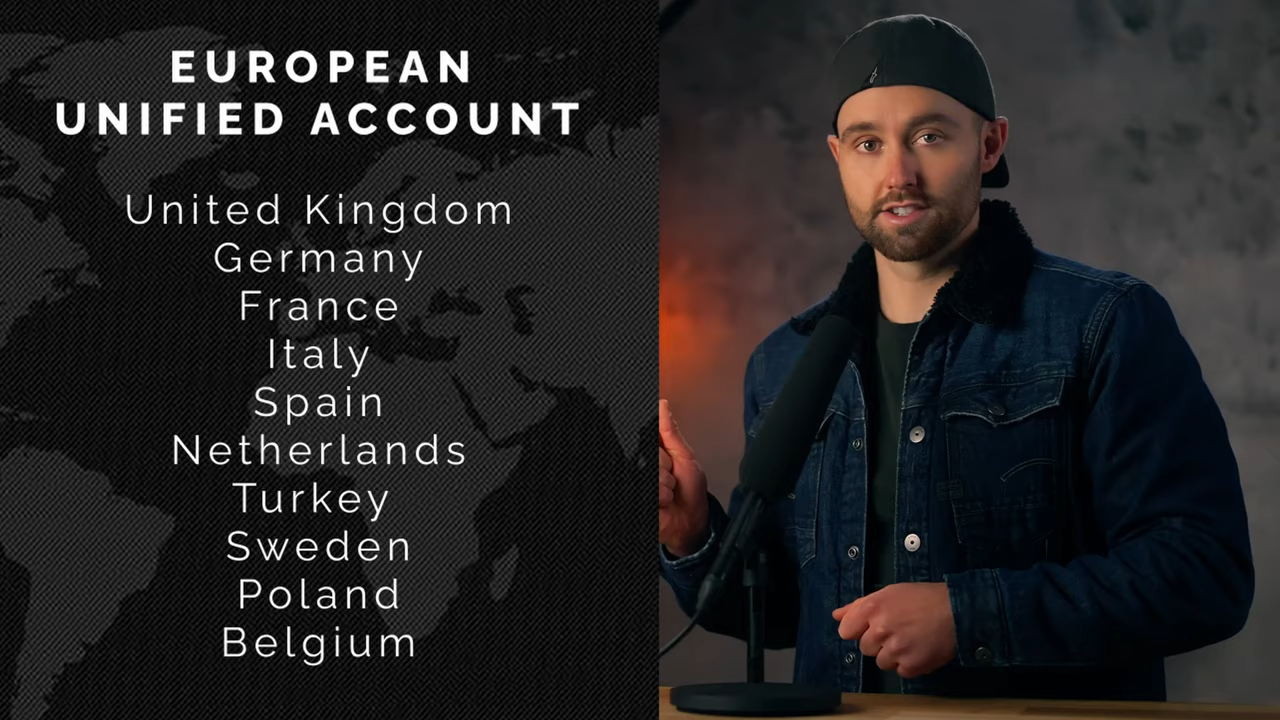 EUROPEAN
UNIFIED ACCOUNT
United Kingdom
Germany
France
Italy
Spain
Netherlands
Turkey
Sweden
Poland
Belgium